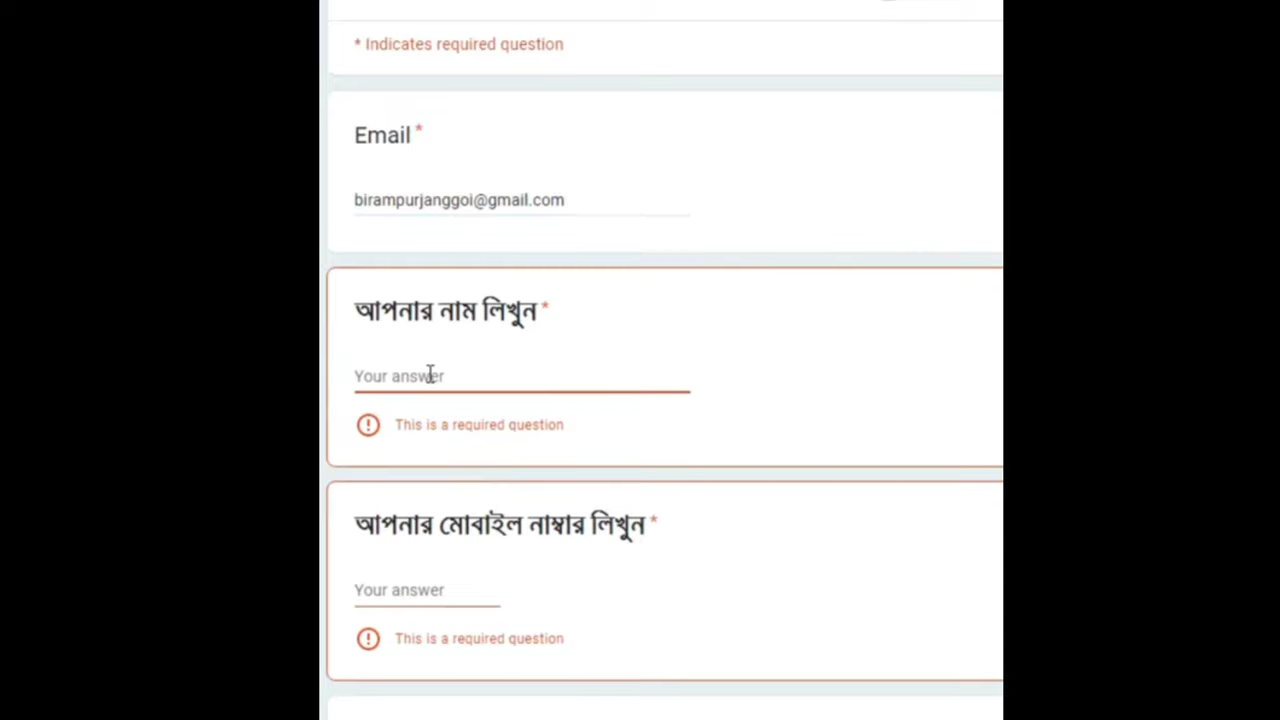 * Indicates required question
Email *
birampurjanggoi@gmail.com
আপনার নাম লিখুন *
Your answer
This is a required question
আপনার মোবাইল নাম্বার লিখুন *
Your answer
This is a required question